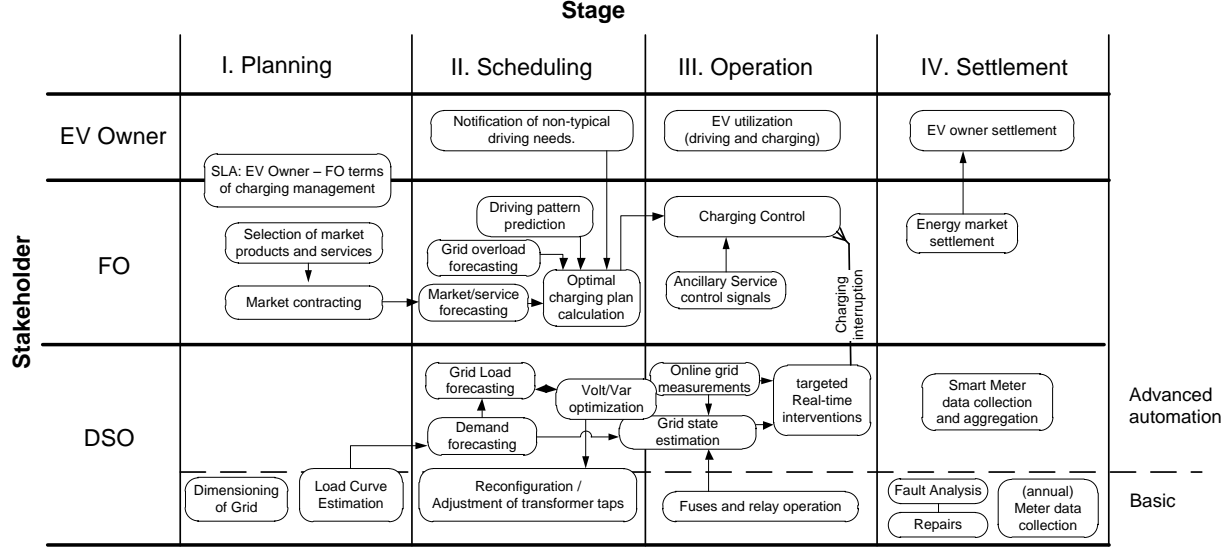 Stage
I. Planning
II. Scheduling
III. Operation
IV. Settlement
Stakeholder
EV Owner
Notification of non-typical
driving needs.
EV utilization
(driving and charging)
EV owner settlement
SLA: EV Owner – FO terms
of charging management
FO
Selection of market
products and services
Market contracting
Driving pattern
prediction
Grid overload
forecasting
Market/service
forecasting
Optimal
charging plan
calculation
Charging Control
Ancillary Service
control signals
Charging
interruption
Energy market
settlement
DSO
Grid Load
forecasting
Volt/Var
optimization
Demand
forecasting
Online grid
measurements
Grid state
estimation
targeted
Real-time
interventions
Smart Meter
data collection
and aggregation
Advanced
automation
Dimensioning
of Grid
Load Curve
Estimation
Reconfiguration /
Adjustment of transformer taps
Fuses and relay operation
Fault Analysis
Repairs
(annual)
Meter data
collection
Basic